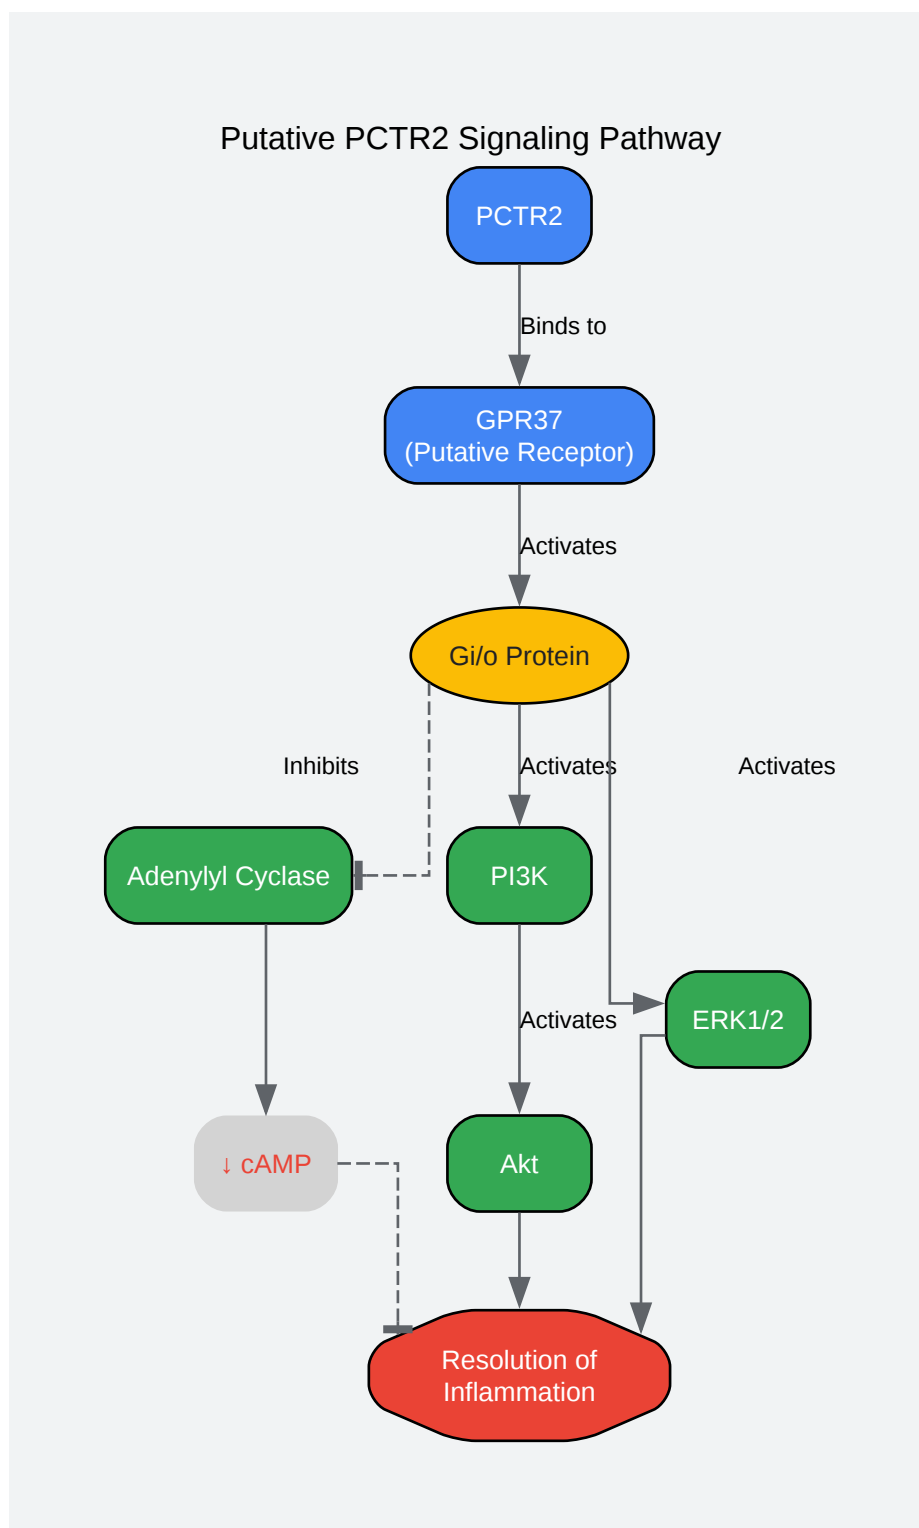 Putative PCTR2 Signaling Pathway
PCTR2
Binds to
GPR37
(Putative Receptor)
Activates
Gi/o Protein
Inhibits
Activates
Activates
Adenylyl Cyclase
PI3K
Activates
ERK1/2
↓ cAMP
Akt
Resolution of
Inflammation